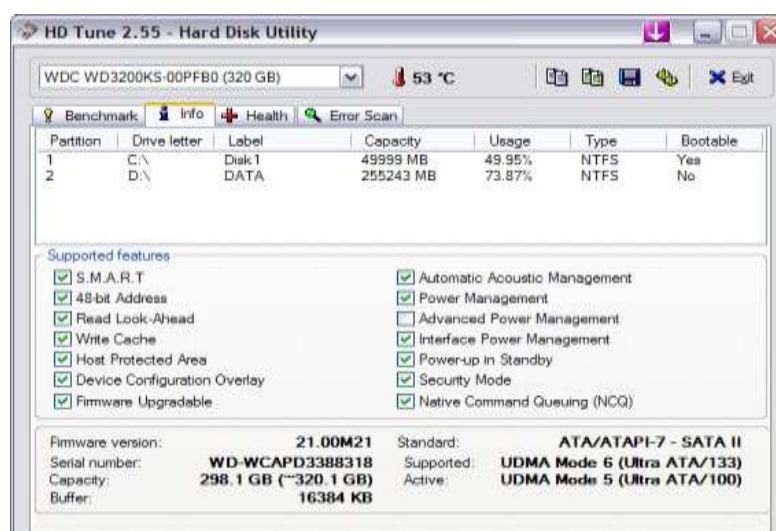 HD Tune 2.55 - Hard Disk Utility
WDC WD3200KS-00PFB0 (320 GB) 53 °C Exit
Benchmark Info Health Error Scan
Partition Drive letter Label Capacity Usage Type Bootable
1 C:\ Disk1 49999 MB 49.95% NTFS Yes
2 D:\ DATA 255243 MB 73.87% NTFS No
Supported features
S.M.A.R.T Automatic Acoustic Management
48-bit Address Power Management
Read Look-Ahead Advanced Power Management
Write Cache Interface Power Management
Host Protected Area Power-up in Standby
Device Configuration Overlay Security Mode
Firmware Upgradable Native Command Queuing (NCQ)
Firmware version: 21.00M21 Standard: ATA/ATAPI-7 - SATA II
Serial number: WD-WCAPD3388318 Supported: UDMA Mode 6 (Ultra ATA/133)
Capacity: 298.1 GB (~320.1 GB) Active: UDMA Mode 5 (Ultra ATA/100)
Buffer: 16384 KB